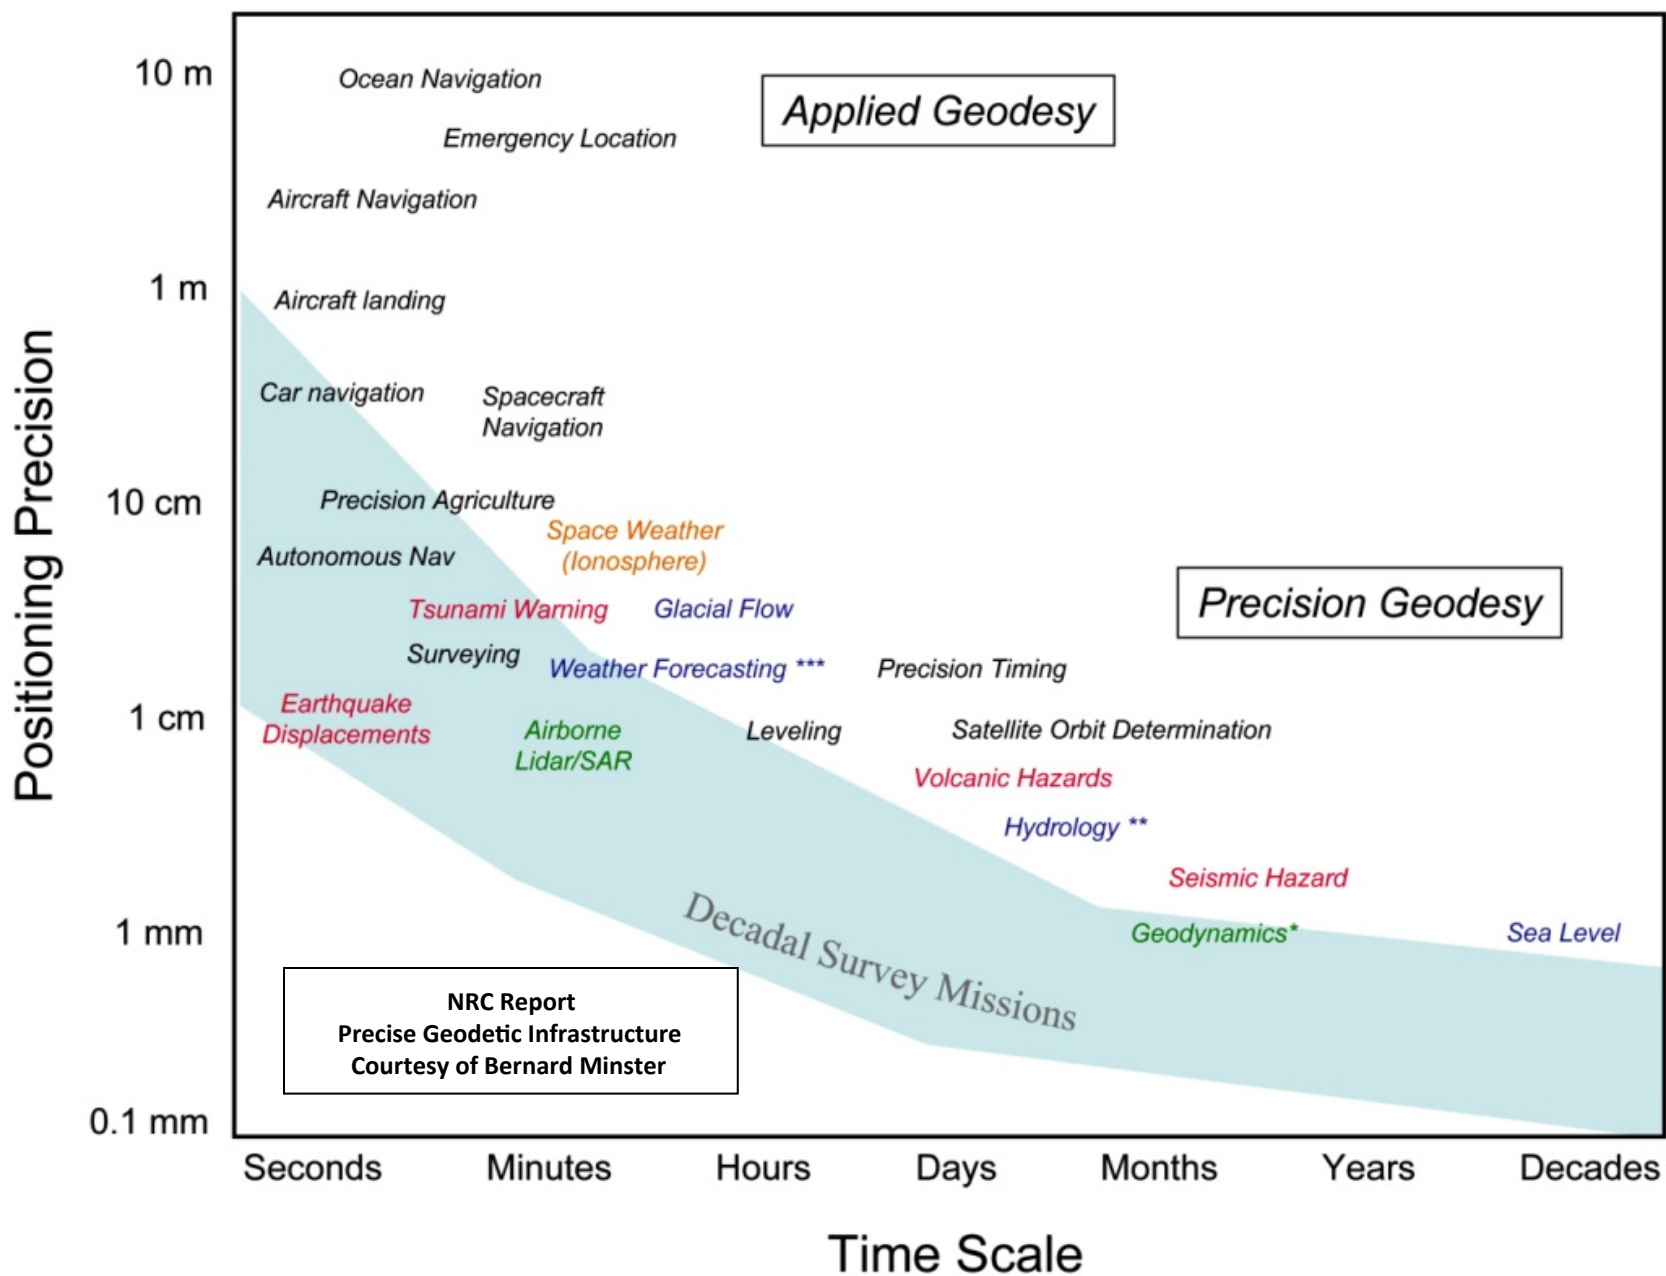 10 m
Ocean Navigation
Applied Geodesy
Emergency Location
Aircraft Navigation
1 m
Aircraft landing
Car navigation
Spacecraft
Navigation
Positioning Precision
10 cm
Precision Agriculture
Space Weather
(Ionosphere)
Autonomous Nav
Tsunami Warning
Glacial Flow
Precision Geodesy
Surveying
Weather Forecasting ***
Precision Timing
1 cm
Earthquake
Displacements
Airborne
Lidar/SAR
Leveling
Satellite Orbit Determination
Volcanic Hazards
Hydrology **
Seismic Hazard
1 mm
Geodynamics*
Sea Level
Decadal Survey Missions
NRC Report
Precise Geodetic Infrastructure
Courtesy of Bernard Minster
0.1 mm
Seconds Minutes Hours Days Months Years Decades
Time Scale